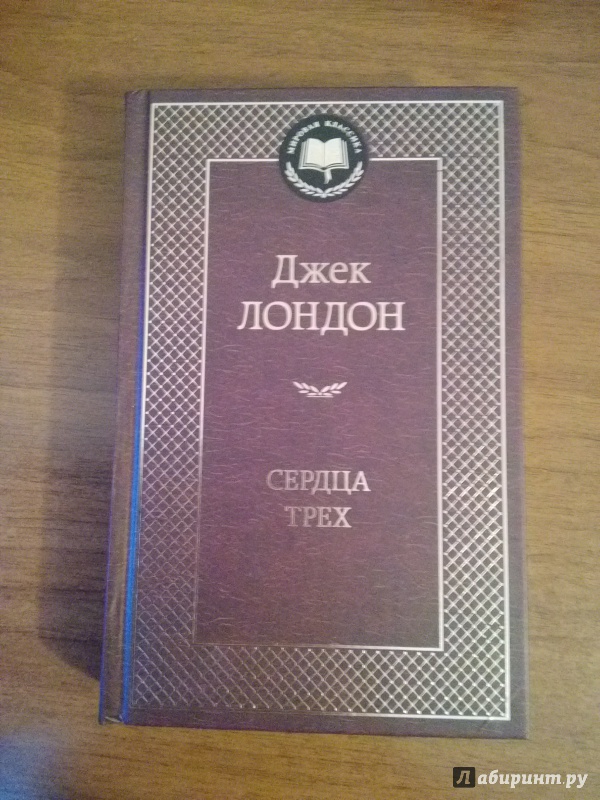 МИРОВАЯ КЛАССИКА
Джек
ЛОНДОН
СЕРДЦА
ТРЕХ
Лабиринт.ру